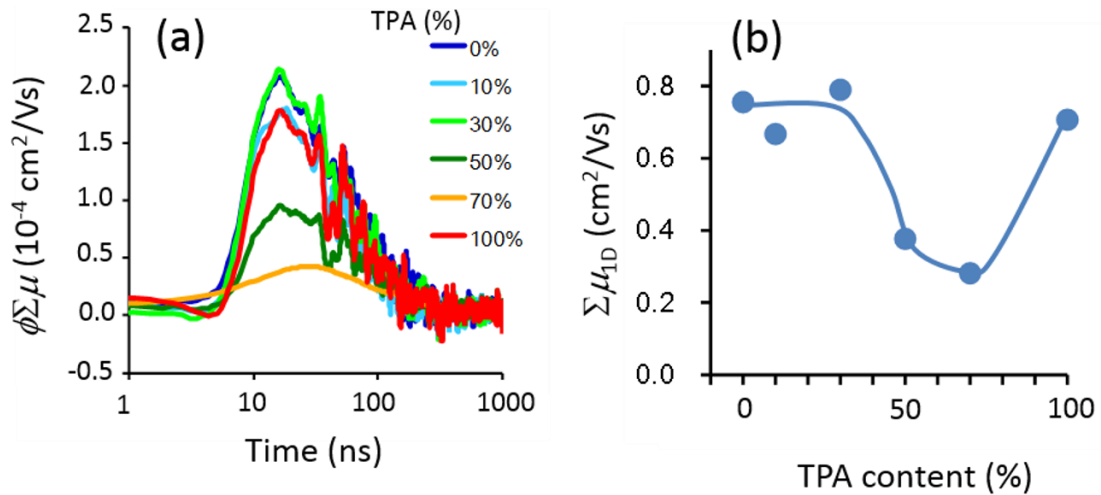 (a)
TPA (%)
0%
10%
30%
50%
70%
100%
2.5
2.0
1.5
1.0
0.5
0.0
-0.5
ϕΣμ (10⁻⁴ cm²/Vs)
1 10 100 1000
Time (ns)
(b)
0.8
0.6
0.4
0.2
0.0
Σμ₁D (cm²/Vs)
0 50 100
TPA content (%)